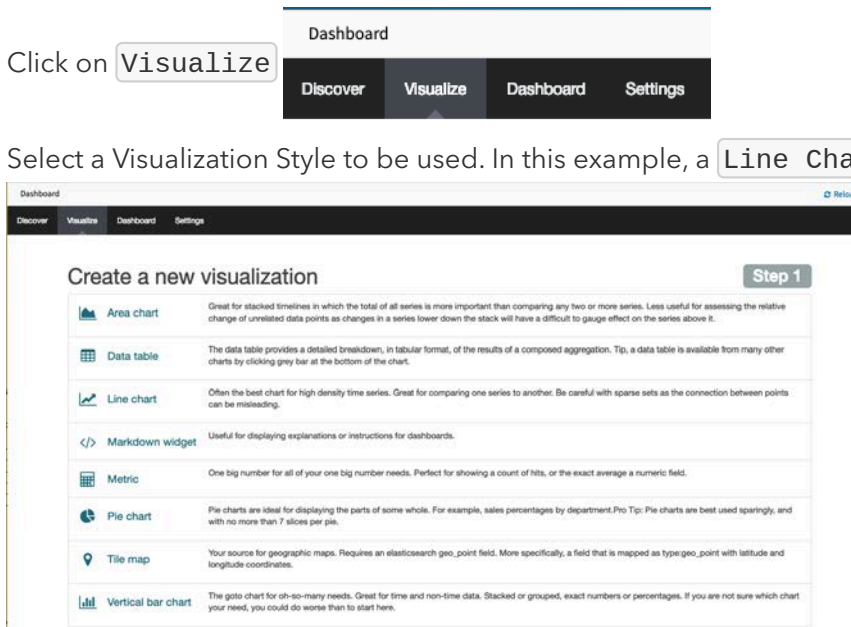 Dashboard
Click on Visualize
Discover Visualize Dashboard Settings
Select a Visualization Style to be used. In this example, a Line Cha
Dashboard Relo
Discover Visualize Dashboard Settings
Create a new visualization Step 1
Area chart Great for stacked timelines in which the total of all series is more important than comparing any two or more series. Less useful for assessing the relative
change of unrelated data points as changes in a series lower down the stack will have a difficult to gauge effect on the series above it.
Data table The data table provides a detailed breakdown, in tabular format, of the results of a composed aggregation. Tip, a data table is available from many other
charts by clicking grey bar at the bottom of the chart.
Line chart Often the best chart for high density time series. Great for comparing one series to another. Be careful with sparse sets as the connection between points
can be misleading.
Markdown widget Useful for displaying explanations or instructions for dashboards.
Metric One big number for all of your one big number needs. Perfect for showing a count of hits, or the exact average a numeric field.
Pie chart Pie charts are ideal for displaying the parts of some whole. For example, sales percentages by department.Pro Tip: Pie charts are best used sparingly, and
with no more than 7 slices per pie.
Tile map Your source for geographic maps. Requires an elasticsearch geo_point field. More specifically, a field that is mapped as type:geo_point with latitude and
longitude coordinates.
Vertical bar chart The goto chart for oh-so-many needs. Great for time and non-time data. Stacked or grouped, exact numbers or percentages. If you are not sure which chart
your need, you could do worse than to start here.